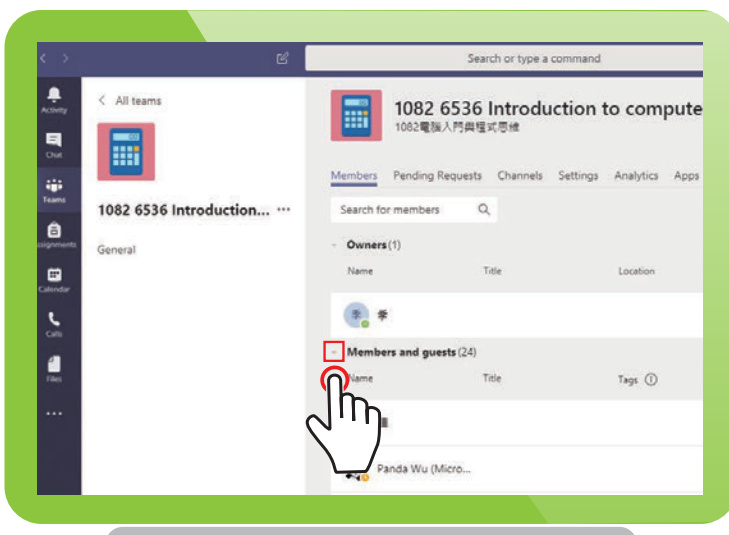 Search or type a command
Activity
Chat
Teams
Assignments
Calendar
Calls
Files
All teams
1082 6536 Introduction...
General
1082 6536 Introduction to compute
1082電腦入門與程式思維
Members Pending Requests Channels Settings Analytics Apps
Search for members
Owners(1)
Name Title Location
季 季
Members and guests(24)
Name Title Tags
Panda Wu (Micro...